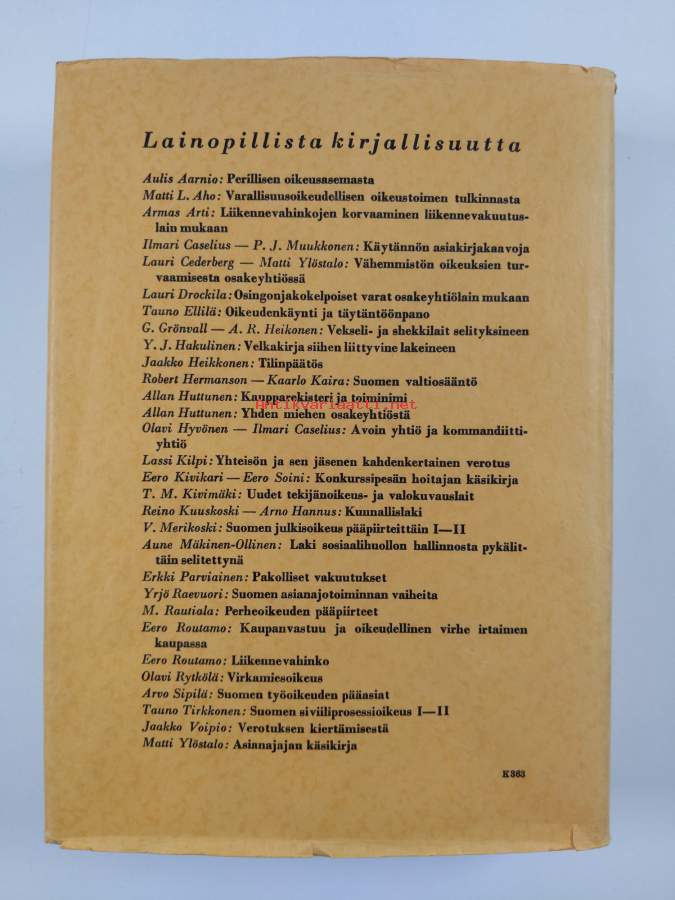 Lainopillista kirjallisuutta
Aulis Aarnio: Perillisen oikeusasemasta
Matti L. Aho: Varallisuusoikeudellisen oikeustoimen tulkinnasta
Armas Arti: Liikennevahinkojen korvaaminen liikennevakuutus-
lain mukaan
Ilmari Caselius — P. J. Muukkonen: Käytännön asiakirjakaavoja
Lauri Cederberg — Matti Ylöstalo: Vähemmistön oikeuksien tur-
vaamisesta osakeyhtiössä
Lauri Drockila: Osingonjakokelpoiset varat osakeyhtiölain mukaan
Tauno Ellilä: Oikeudenkäynti ja täytäntöönpano
G. Grönvall — A. R. Heikonen: Vekseli- ja shekkilait selityksineen
Y. J. Hakulinen: Velkakirja siihen liittyvine lakeineen
Jaakko Heikkonen: Tilinpäätös
Robert Hermanson — Kaarlo Kaira: Suomen valtiosääntö
Allan Huttunen: Kaupparekisteri ja toiminimi
Antikvariaatti.net
Allan Huttunen: Yhden miehen osakeyhtiöstä
Olavi Hyvönen — Ilmari Caselius: Avoin yhtiö ja kommandiitti-
yhtiö
Lassi Kilpi: Yhteisön ja sen jäsenen kahdenkertainen verotus
Eero Kivikari — Eero Soini: Konkurssipesän hoitajan käsikirja
T. M. Kivimäki: Uudet tekijänoikeus- ja valokuvauslait
Reino Kuuskoski — Arno Hannus: Kunnallislaki
V. Merikoski: Suomen julkisoikeus pääpiirteittäin I—II
Aune Mäkinen-Ollinen: Laki sosiaalihuollon hallinnosta pykälit-
täin selitettynä
Erkki Parviainen: Pakolliset vakuutukset
Yrjö Raevuori: Suomen asianajotoiminnan vaiheita
M. Rautiala: Perheoikeuden pääpiirteet
Eero Routamo: Kaupanvastuu ja oikeudellinen virhe irtaimen
kaupassa
Eero Routamo: Liikennevahinko
Olavi Rytkölä: Virkamiesoikeus
Arvo Sipilä: Suomen työoikeuden pääasiat
Tauno Tirkkonen: Suomen siviiliprosessioikeus I—II
Jaakko Voipio: Verotuksen kiertämisestä
Matti Ylöstalo: Asianajajan käsikirja
K 363